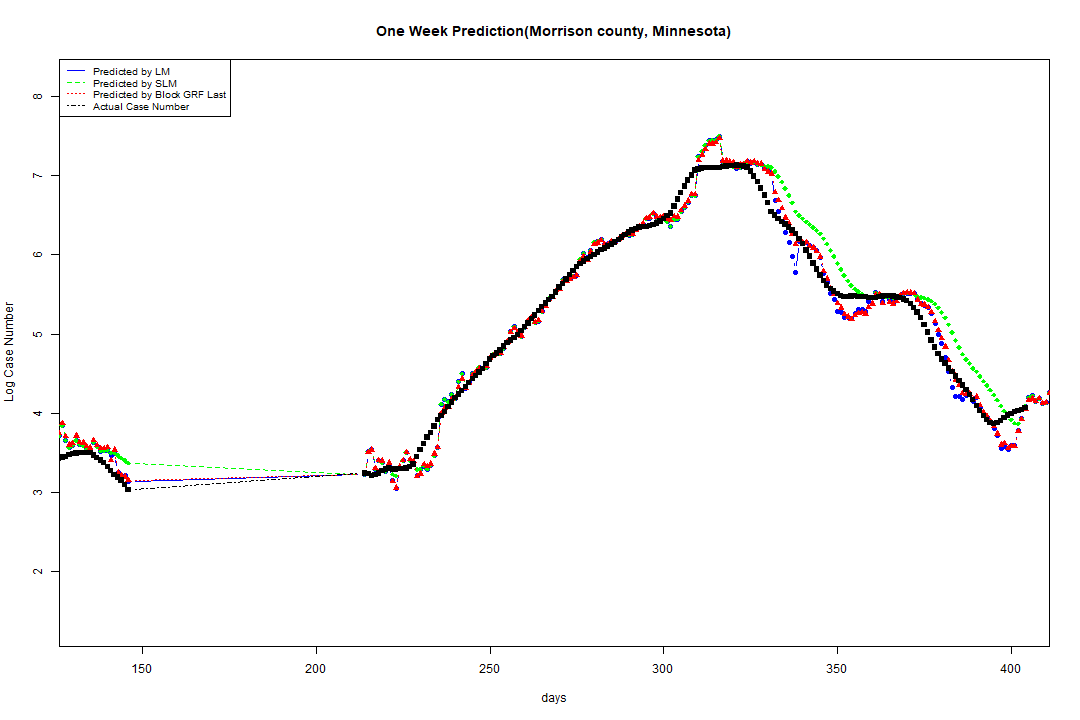 One Week Prediction(Morrison county, Minnesota)
Predicted by LM
Predicted by SLM
Predicted by Block GRF Last
Actual Case Number
8
7
6
5
4
3
2
Log Case Number
150 200 250 300 350 400
days